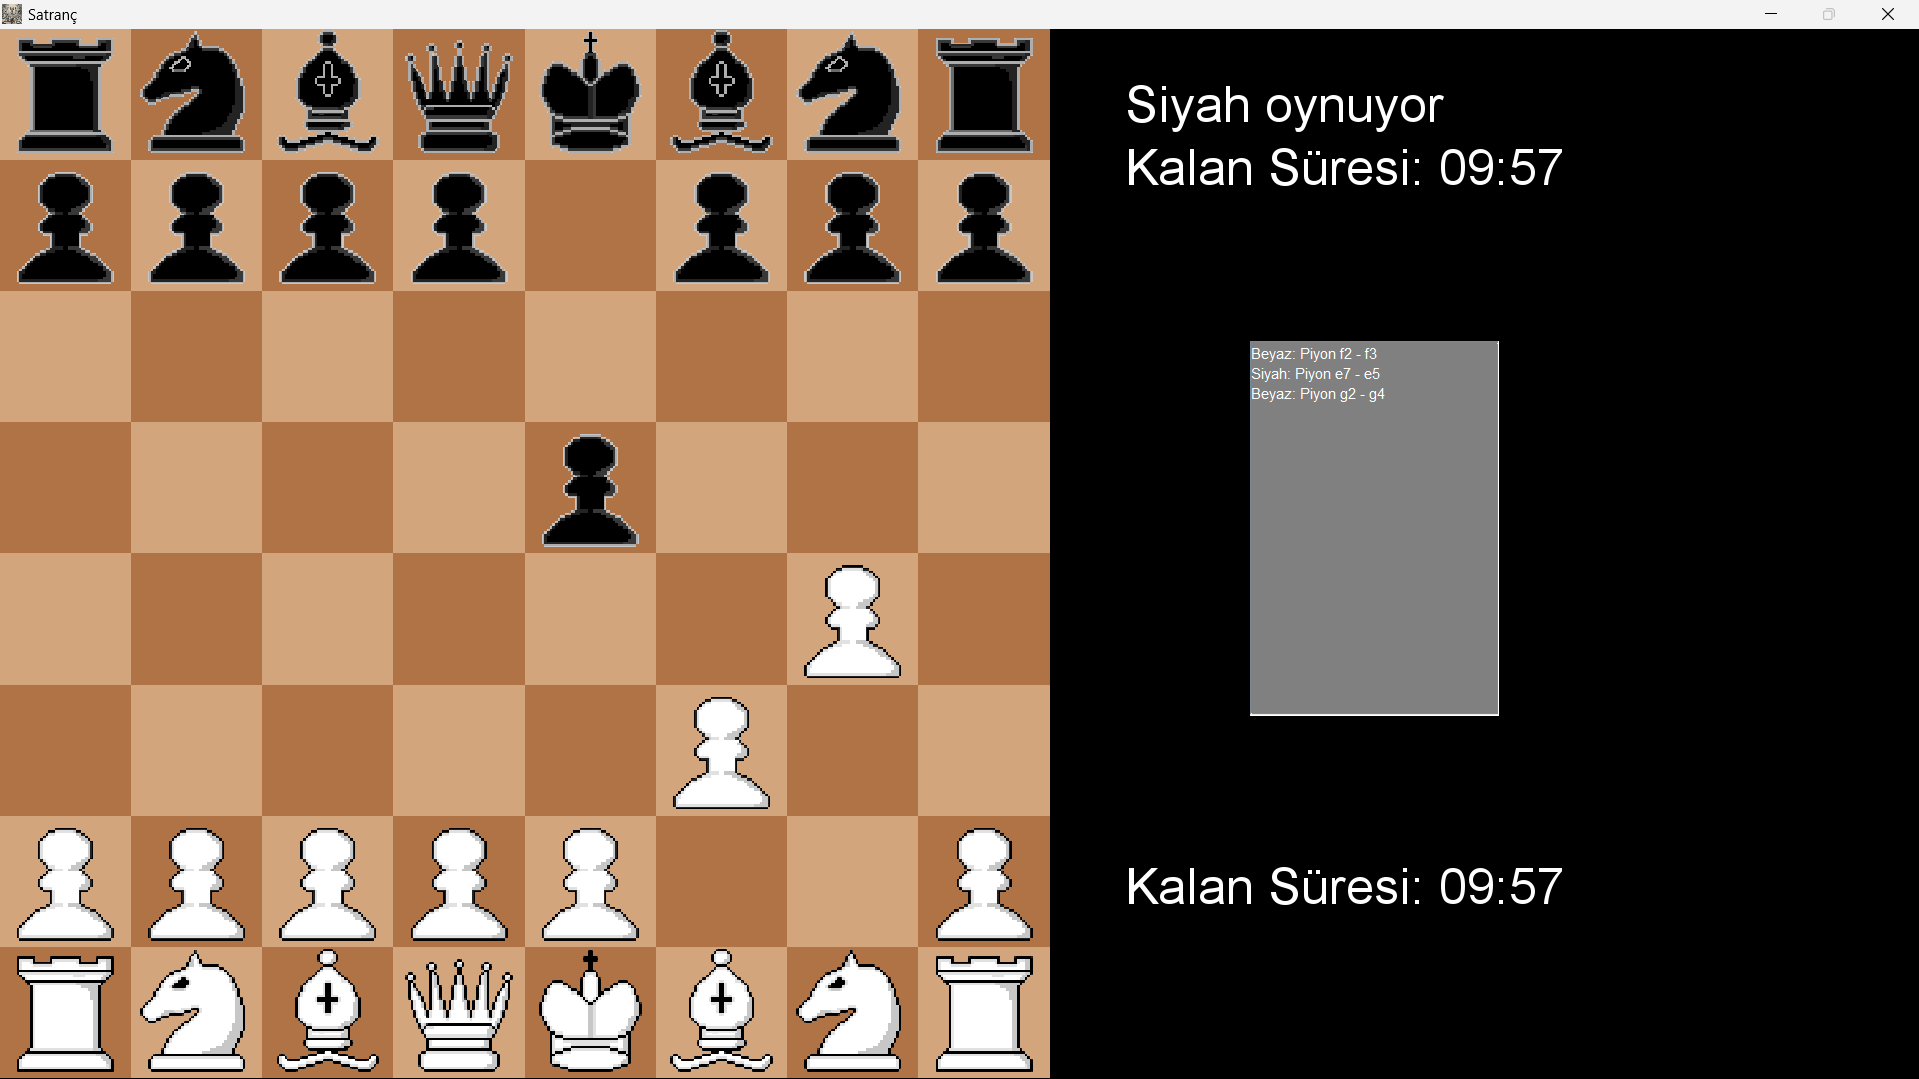 Satranç
Siyah oynuyor
Kalan Süresi: 09:57
Beyaz: Piyon f2 - f3
Siyah: Piyon e7 - e5
Beyaz: Piyon g2 - g4
Kalan Süresi: 09:57